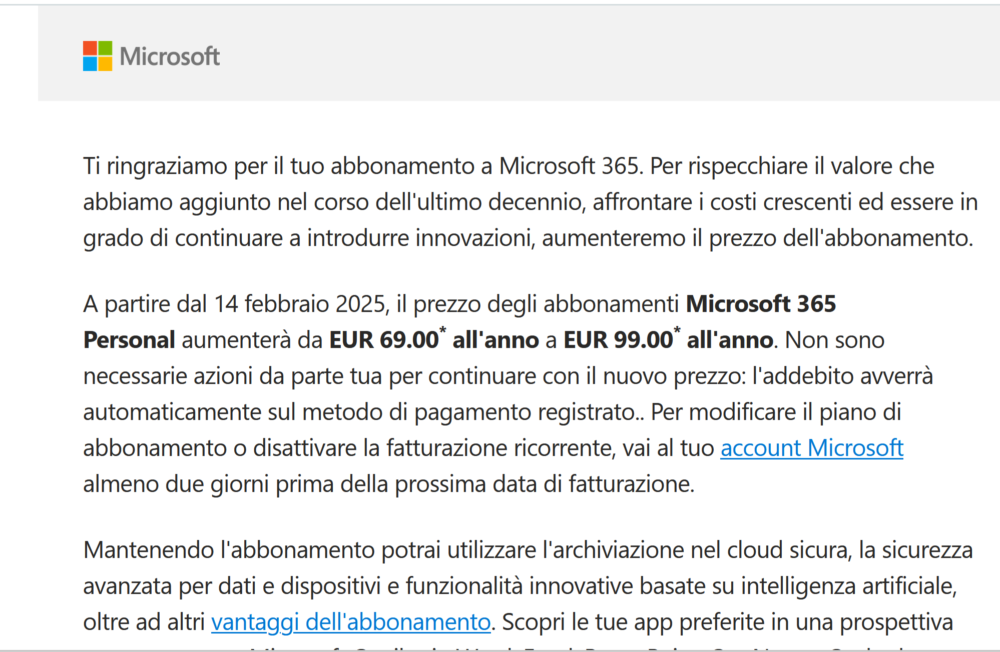 Microsoft
Ti ringraziamo per il tuo abbonamento a Microsoft 365. Per rispecchiare il valore che
abbiamo aggiunto nel corso dell'ultimo decennio, affrontare i costi crescenti ed essere in
grado di continuare a introdurre innovazioni, aumenteremo il prezzo dell'abbonamento.
A partire dal 14 febbraio 2025, il prezzo degli abbonamenti Microsoft 365
Personal aumenterà da EUR 69.00* all'anno a EUR 99.00* all'anno. Non sono
necessarie azioni da parte tua per continuare con il nuovo prezzo: l'addebito avverrà
automaticamente sul metodo di pagamento registrato.. Per modificare il piano di
abbonamento o disattivare la fatturazione ricorrente, vai al tuo account Microsoft
almeno due giorni prima della prossima data di fatturazione.
Mantenendo l'abbonamento potrai utilizzare l'archiviazione nel cloud sicura, la sicurezza
avanzata per dati e dispositivi e funzionalità innovative basate su intelligenza artificiale,
oltre ad altri vantaggi dell'abbonamento. Scopri le tue app preferite in una prospettiva